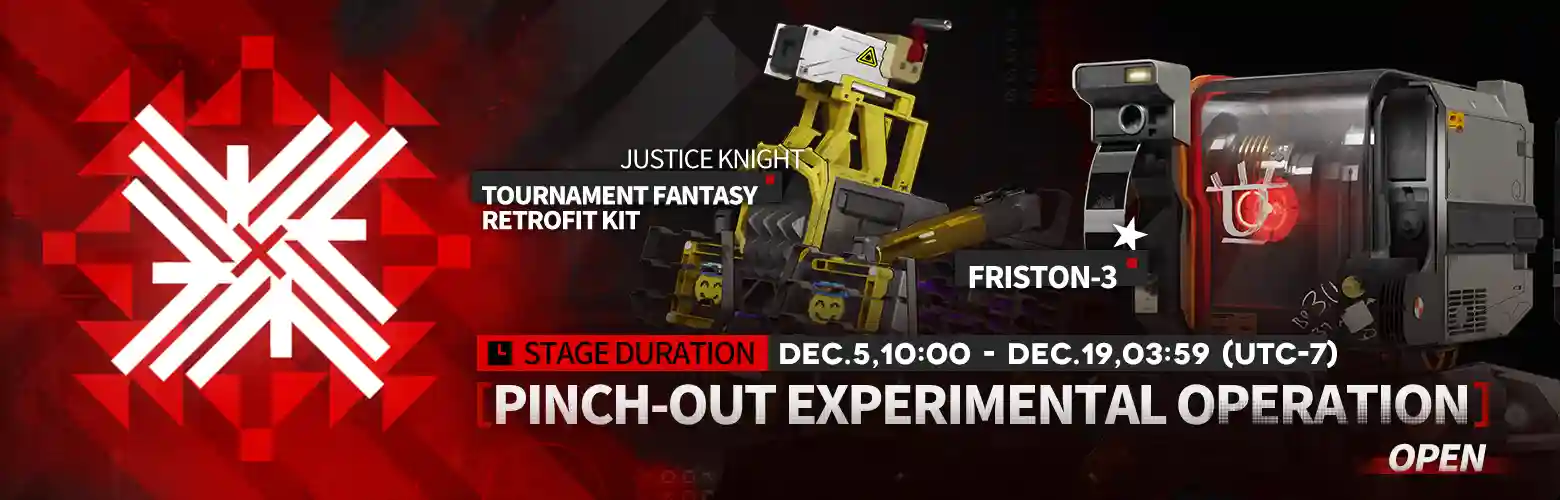 JUSTICE KNIGHT
TOURNAMENT FANTASY
RETROFIT KIT
FRISTON-3
STAGE DURATION DEC.5,10:00 - DEC.19,03:59 (UTC-7)
[PINCH-OUT EXPERIMENTAL OPERATION]
OPEN